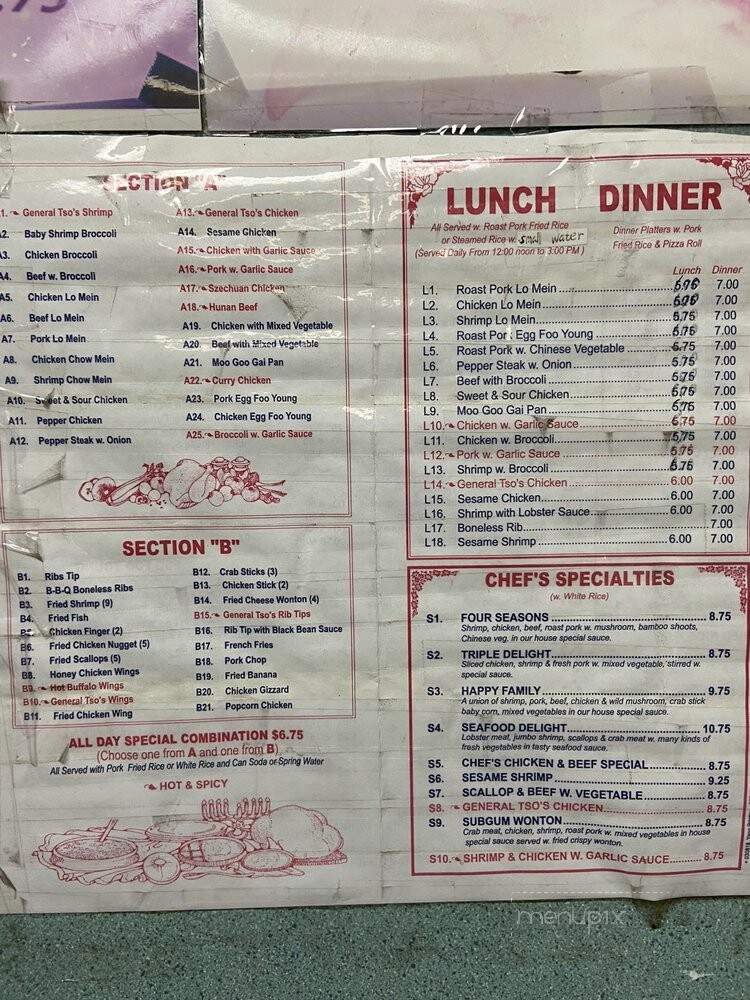 SECTION "A"
1. General Tso's Shrimp
A2. Baby Shrimp Broccoli
A3. Chicken Broccoli
A4. Beef w. Broccoli
A5. Chicken Lo Mein
A6. Beef Lo Mein
A7. Pork Lo Mein
A8. Chicken Chow Mein
A9. Shrimp Chow Mein
A10. Sweet & Sour Chicken
A11. Pepper Chicken
A12. Pepper Steak w. Onion
A13. General Tso's Chicken
A14. Sesame Chicken
A15. Chicken with Garlic Sauce
A16. Pork w. Garlic Sauce
A17. Szechuan Chicken
A18. Hunan Beef
A19. Chicken with Mixed Vegetable
A20. Beef with Mixed Vegetable
A21. Moo Goo Gai Pan
A22. Curry Chicken
A23. Pork Egg Foo Young
A24. Chicken Egg Foo Young
A25. Broccoli w. Garlic Sauce
SECTION "B"
B1. Ribs Tip
B2. B-B-Q Boneless Ribs
B3. Fried Shrimp (9)
B4. Fried Fish
B5. Chicken Finger (2)
B6. Fried Chicken Nugget (5)
B7. Fried Scallops (5)
B8. Honey Chicken Wings
B9. Hot Buffalo Wings
B10. General Tso's Wings
B11. Fried Chicken Wing
B12. Crab Sticks (3)
B13. Chicken Stick (2)
B14. Fried Cheese Wonton (4)
B15. General Tso's Rib Tips
B16. Rib Tip with Black Bean Sauce
B17. French Fries
B18. Pork Chop
B19. Fried Banana
B20. Chicken Gizzard
B21. Popcorn Chicken
ALL DAY SPECIAL COMBINATION $6.75
(Choose one from A and one from B)
All Served with Pork Fried Rice or White Rice and Can Soda or Spring Water
HOT & SPICY
LUNCH DINNER
All Served w. Roast Pork Fried Rice
or Steamed Rice w. small water
(Served Daily From 12:00 noon to 3:00 PM)
Dinner Platters w. Pork
Fried Rice & Pizza Roll
Lunch Dinner
L1. Roast Pork Lo Mein 7.00
L2. Chicken Lo Mein 7.00
L3. Shrimp Lo Mein 5.75 7.00
L4. Roast Pork Egg Foo Young 7.00
L5. Roast Pork w. Chinese Vegetable 5.75 7.00
L6. Pepper Steak w. Onion 5.75 7.00
L7. Beef with Broccoli 5.75 7.00
L8. Sweet & Sour Chicken 5.75 7.00
L9. Moo Goo Gai Pan 5.75 7.00
L10. Chicken w. Garlic Sauce 5.75 7.00
L11. Chicken w. Broccoli 5.75 7.00
L12. Pork w. Garlic Sauce 5.75 7.00
L13. Shrimp w. Broccoli 7.00
L14. General Tso's Chicken 6.00 7.00
L15. Sesame Chicken 6.00 7.00
L16. Shrimp with Lobster Sauce 6.00 7.00
L17. Boneless Rib 7.00
L18. Sesame Shrimp 6.00 7.00
CHEF'S SPECIALTIES
(w. White Rice)
S1. FOUR SEASONS 8.75
Shrimp, chicken, beef, roast pork w. mushroom, bamboo shoots,
Chinese veg. in our house special sauce.
S2. TRIPLE DELIGHT 8.75
Sliced chicken, shrimp & fresh pork w. mixed vegetable, stirred w.
special sauce.
S3. HAPPY FAMILY 9.75
A union of shrimp, pork, beef, chicken & wild mushroom, crab stick
baby corn, mixed vegetables in our house special sauce.
S4. SEAFOOD DELIGHT 10.75
Lobster meat, jumbo shrimp, scallops & crab meat w. many kinds of
fresh vegetables in tasty seafood sauce.
S5. CHEF'S CHICKEN & BEEF SPECIAL 8.75
S6. SESAME SHRIMP 9.25
S7. SCALLOP & BEEF W. VEGETABLE 8.75
S8. GENERAL TSO'S CHICKEN 8.75
S9. SUBGUM WONTON 8.75
Crab meat, chicken, shrimp, roast pork w. mixed vegetables in house
special sauce served w. fried crispy wonton.
S10. SHRIMP & CHICKEN W. GARLIC SAUCE 8.75
menupix